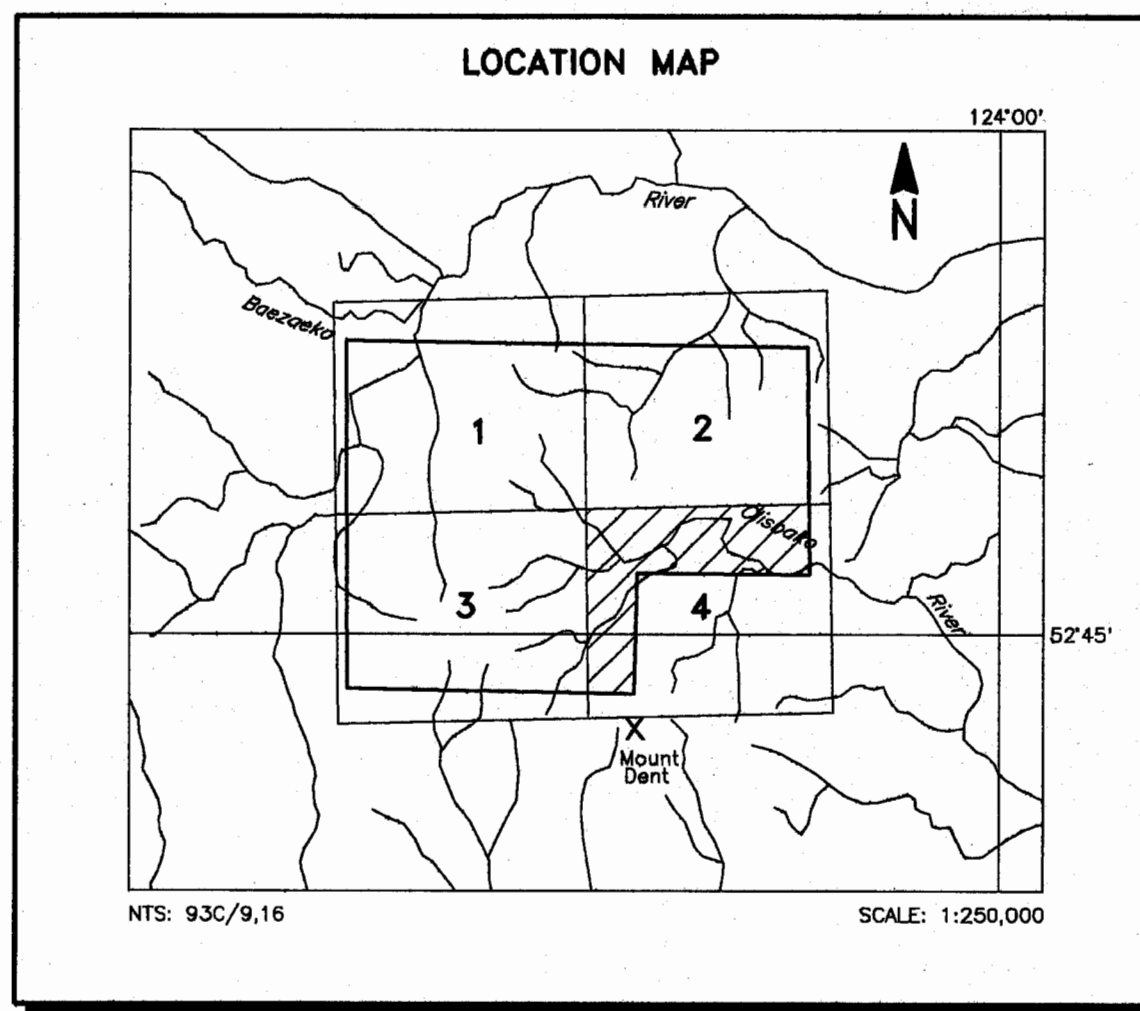 LOCATION MAP
124°00'
N
River
Baezaeko
1
2
Clisbako
3
4
River
52°45'
X
Mount
Dent
NTS: 93C/9,16
SCALE: 1:250,000